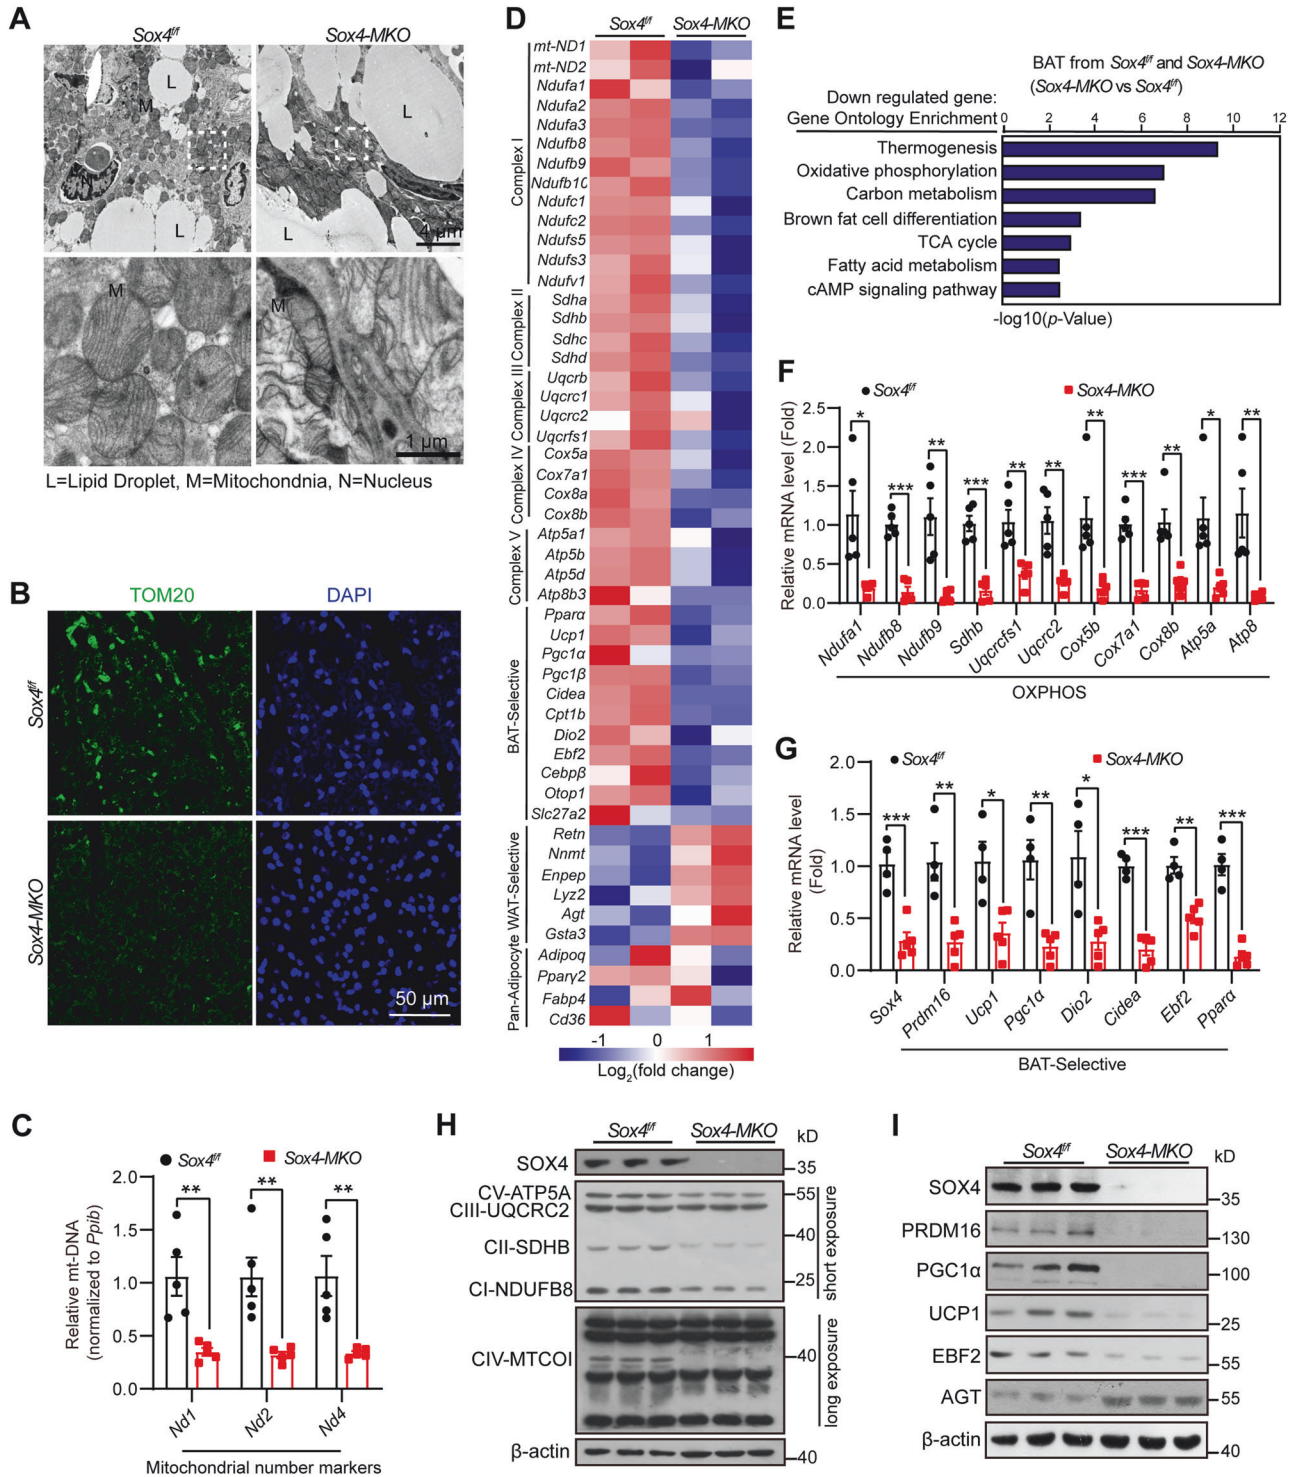 A
Sox4f/f
Sox4-MKO
L
M
N
L
L
L
4 μm
M
M
1 μm
L=Lipid Droplet, M=Mitochondnia, N=Nucleus
B
TOM20
DAPI
Sox4f/f
Sox4-MKO
50 μm
C
Sox4f/f
Sox4-MKO
Relative mt-DNA
(normalized to Ppib)
2.0
1.5
1.0
0.5
0.0
**
**
**
Nd1
Nd2
Nd4
Mitochondrial number markers
D
Sox4f/f
Sox4-MKO
Complex I
mt-ND1
mt-ND2
Ndufa1
Ndufa2
Ndufa3
Ndufb8
Ndufb9
Ndufb10
Ndufc1
Ndufc2
Ndufs5
Ndufs3
Ndufv1
Complex II
Sdha
Sdhb
Sdhc
Sdhd
Complex III
Uqcrb
Uqcrc1
Uqcrc2
Uqcrfs1
Complex IV
Cox5a
Cox7a1
Cox8a
Cox8b
Complex V
Atp5a1
Atp5b
Atp5d
Atp8b3
BAT-Selective
Pparα
Ucp1
Pgc1α
Pgc1β
Cidea
Cpt1b
Dio2
Ebf2
Cebpβ
Otop1
Slc27a2
WAT-Selective
Retn
Nnmt
Enpep
Lyz2
Agt
Gsta3
Pan-Adipocyte
Adipoq
Pparγ2
Fabp4
Cd36
-1
0
1
Log2(fold change)
E
BAT from Sox4f/f and Sox4-MKO
(Sox4-MKO vs Sox4f/f)
Down regulated gene:
Gene Ontology Enrichment
0 2 4 6 8 10 12
Thermogenesis
Oxidative phosphorylation
Carbon metabolism
Brown fat cell differentiation
TCA cycle
Fatty acid metabolism
cAMP signaling pathway
-log10(p-Value)
F
Sox4f/f
Sox4-MKO
Relative mRNA level (Fold)
2.5
2.0
1.5
1.0
0.5
0.0
*
***
**
***
**
**
**
***
**
*
**
Ndufa1
Ndufb8
Ndufb9
Sdhb
Uqcrfs1
Uqcrc2
Cox5b
Cox7a1
Cox8b
Atp5a
Atp8
OXPHOS
G
Sox4f/f
Sox4-MKO
Relative mRNA level
(Fold)
2.0
1.5
1.0
0.5
0.0
***
**
*
**
*
***
**
***
Sox4
Prdm16
Ucp1
Pgc1α
Dio2
Cidea
Ebf2
Pparα
BAT-Selective
H
Sox4f/f
Sox4-MKO
kD
SOX4
35
CV-ATP5A
55
CIII-UQCRC2
40
CII-SDHB
25
CI-NDUFB8
short exposure
CIV-MTCOI
40
long exposure
β-actin
40
I
Sox4f/f
Sox4-MKO
kD
SOX4
35
PRDM16
130
PGC1α
100
UCP1
25
EBF2
55
AGT
55
β-actin
40